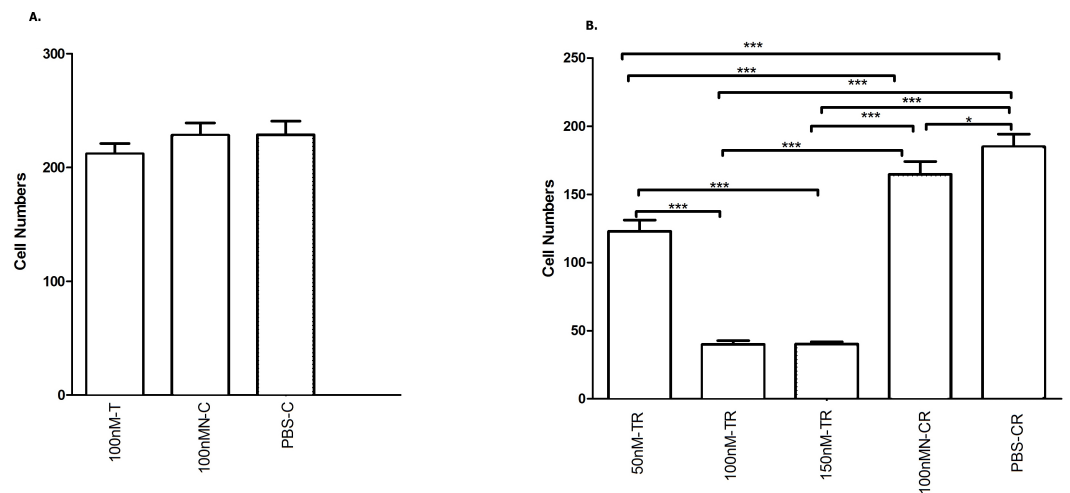 A.
300
200
100
0
Cell Numbers
100nM-T
100nMN-C
PBS-C
B.
250
200
150
100
50
0
Cell Numbers
***
***
***
***
***
*
***
***
***
50nM-TR
100nM-TR
150nM-TR
100nMN-CR
PBS-CR